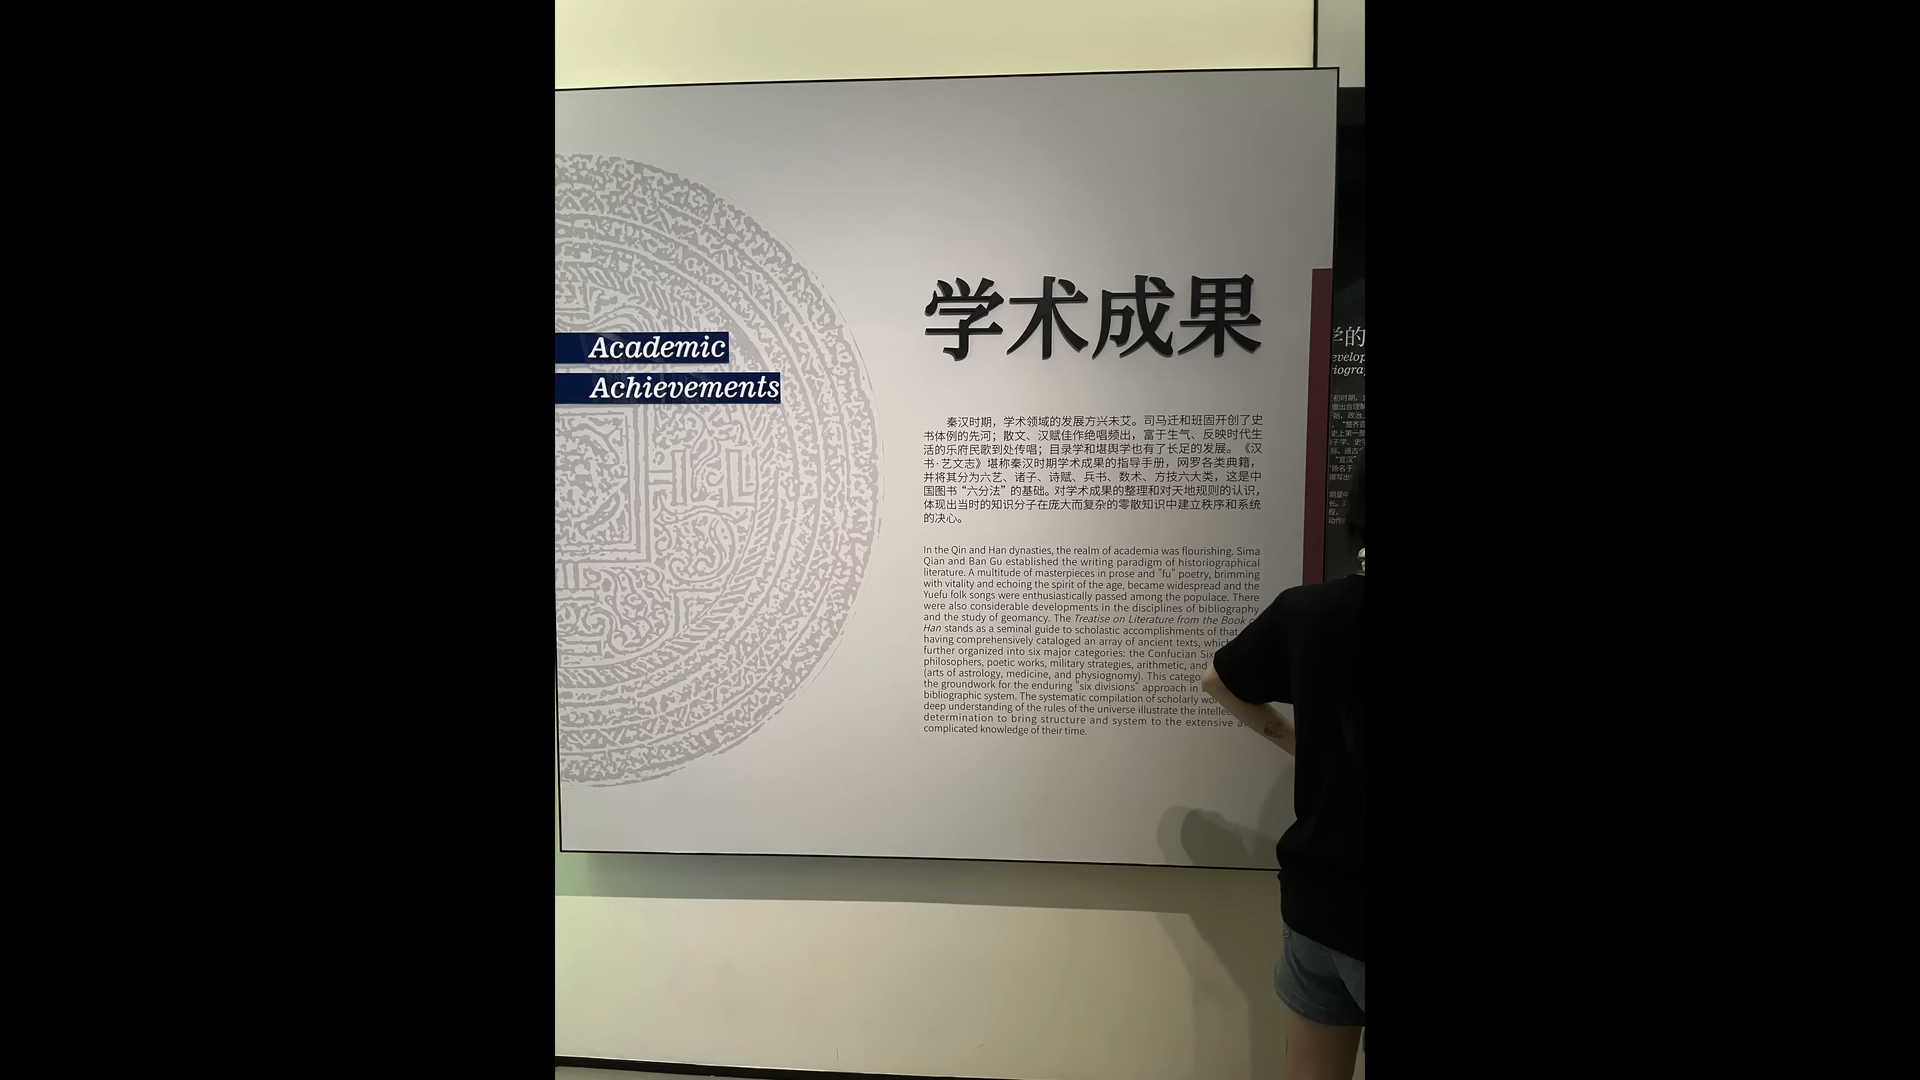 Academic
Achievements
学术成果
秦汉时期，学术领域的发展方兴未艾。司马迁和班固开创了史
书体例的先河；散文、汉赋佳作绝唱频出，富于生气、反映时代生
活的乐府民歌到处传唱；目录学和堪舆学也有了长足的发展。《汉
书·艺文志》堪称秦汉时期学术成果的指导手册，网罗各类典籍，
并将其分为六艺、诸子、诗赋、兵书、数术、方技六大类，这是中
国图书“六分法”的基础。对学术成果的整理和对天地规则的认识，
体现出当时的知识分子在庞大而复杂的零散知识中建立秩序和系统
的决心。
In the Qin and Han dynasties, the realm of academia was flourishing. Sima
Qian and Ban Gu established the writing paradigm of historiographical
literature. A multitude of masterpieces in prose and "fu" poetry, brimming
with vitality and echoing the spirit of the age, became widespread and the
Yuefu folk songs were enthusiastically passed among the populace. There
were also considerable developments in the disciplines of bibliography
and the study of geomancy. The Treatise on Literature from the Book
Han stands as a seminal guide to scholastic accomplishments of that
having comprehensively cataloged an array of ancient texts,
further organized into six major categories: the Confucian Six
philosophers, poetic works, military strategies, arithmetic, and
(arts of astrology, medicine, and physiognomy). This
the groundwork for the enduring "six divisions" approach in
bibliographic system. The systematic compilation of scholarly
deep understanding of the rules of the universe illustrate the
determination to bring structure and system to the extensive
complicated knowledge of their time.
学的